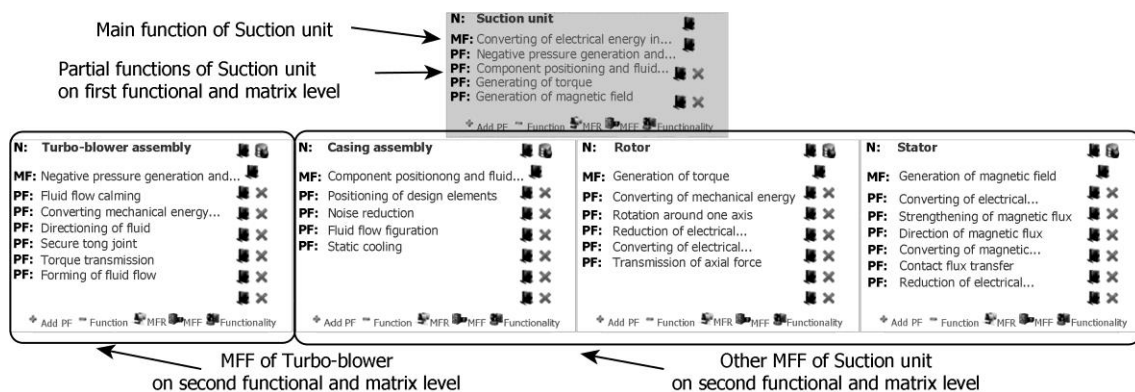 Main function of Suction unit
Partial functions of Suction unit
on first functional and matrix level
N: Suction unit
MF: Converting of electrical energy in...
PF: Negative pressure generation and...
PF: Component positioning and fluid...
PF: Generating of torque
PF: Generation of magnetic field
Add PF Function MFR MFF Functionality
N: Turbo-blower assembly
MF: Negative pressure generation and...
PF: Fluid flow calming
PF: Converting mechanical energy...
PF: Directioning of fluid
PF: Secure tong joint
PF: Torque transmission
PF: Forming of fluid flow
Add PF Function MFR MFF Functionality
N: Casing assembly
MF: Component positionong and fluid...
PF: Positioning of design elements
PF: Noise reduction
PF: Fluid flow figuration
PF: Static cooling
Add PF Function MFR MFF Functionality
N: Rotor
MF: Generation of torque
PF: Converting of mechanical energy
PF: Rotation around one axis
PF: Reduction of electrical...
PF: Converting of electrical...
PF: Transmission of axial force
Add PF Function MFR MFF Functionality
N: Stator
MF: Generation of magnetic field
PF: Converting of electrical...
PF: Strengthening of magnetic flux
PF: Direction of magnetic flux
PF: Converting of magnetic...
PF: Contact flux transfer
PF: Reduction of electrical...
Add PF Function MFR MFF Functionality
MFF of Turbo-blower
on second functional and matrix level
Other MFF of Suction unit
on second functional and matrix level